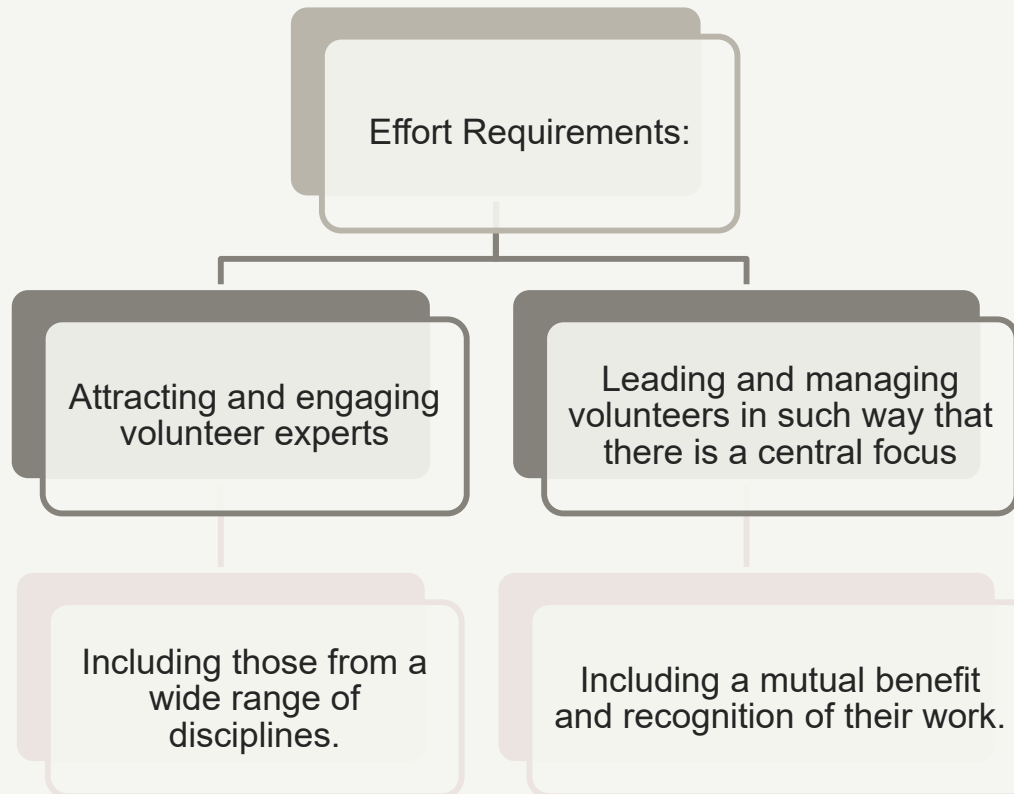 Effort Requirements:
Attracting and engaging
volunteer experts
Leading and managing
volunteers in such way that
there is a central focus
Including those from a
wide range of
disciplines.
Including a mutual benefit
and recognition of their work.